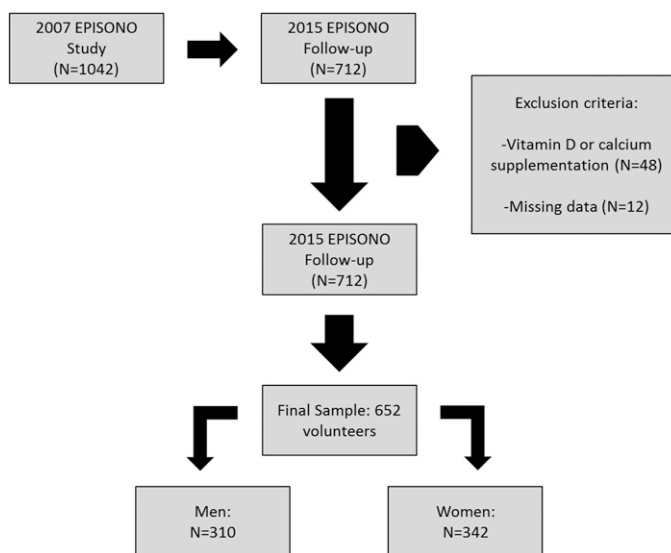 2007 EPISONO
Study
(N=1042)
2015 EPISONO
Follow-up
(N=712)
Exclusion criteria:
-Vitamin D or calcium
supplementation (N=48)
-Missing data (N=12)
2015 EPISONO
Follow-up
(N=712)
Final Sample: 652
volunteers
Men:
N=310
Women:
N=342